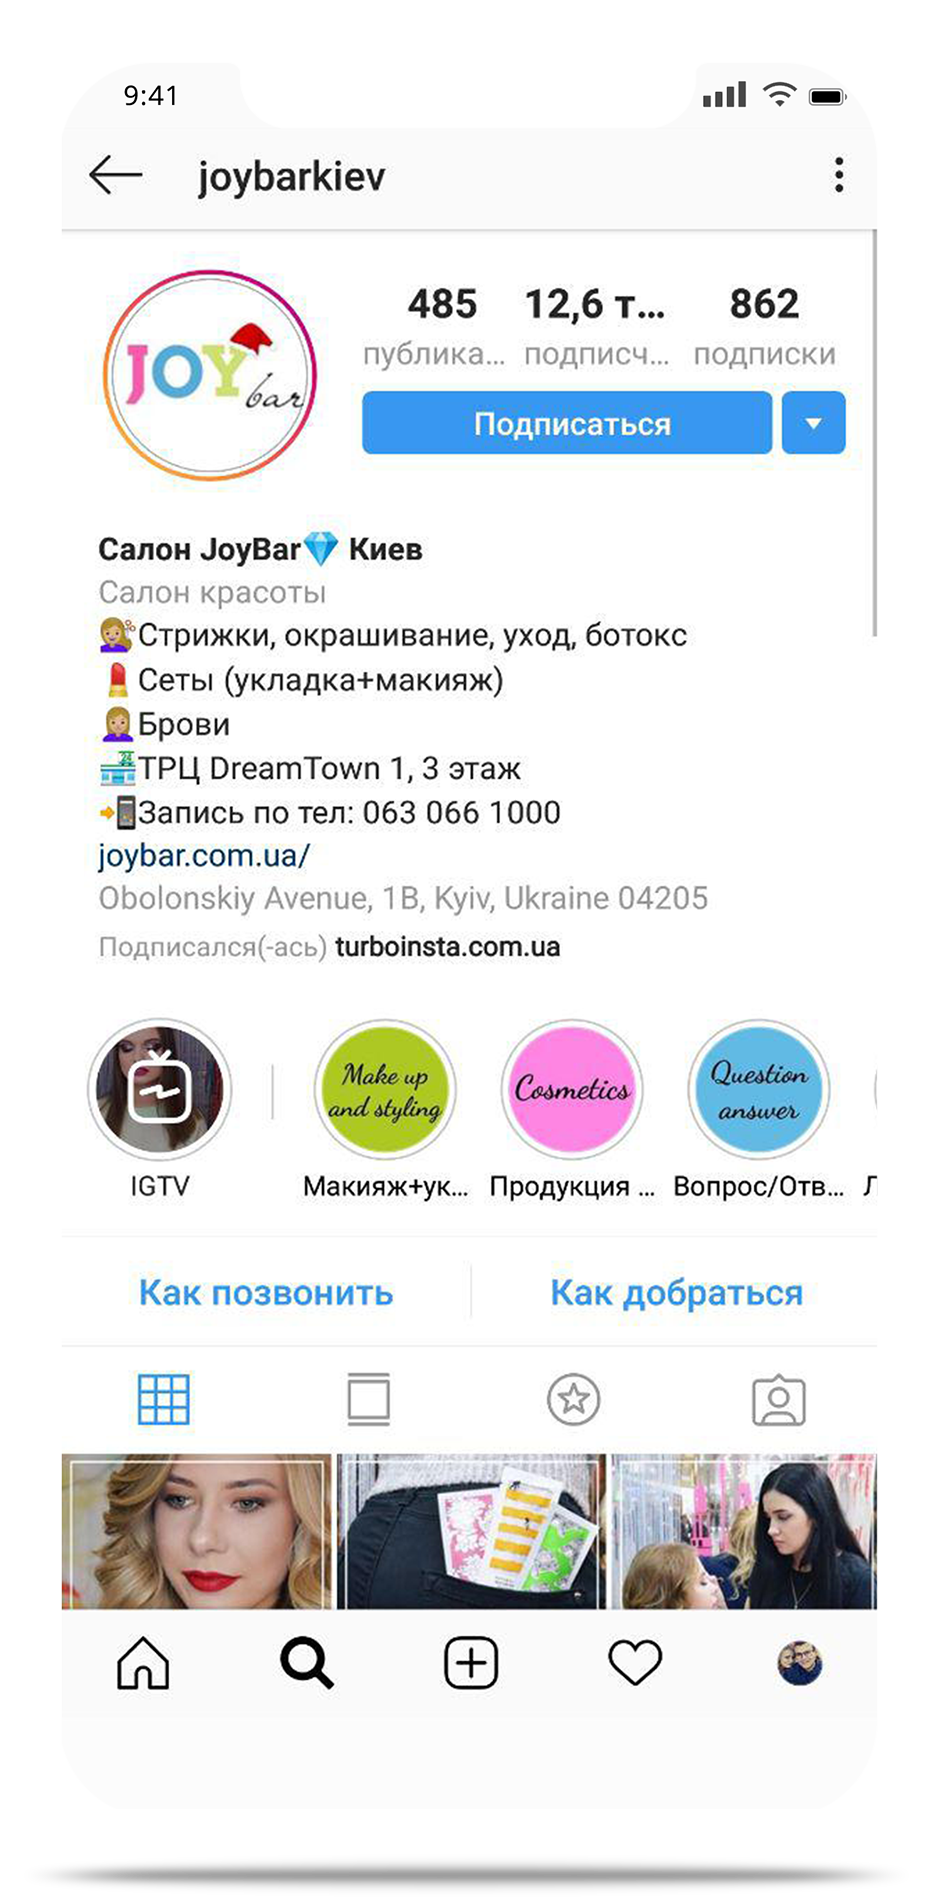 9:41
joybarkiev
JOY
bar
485 12,6 т... 862
публика... подписч... подписки
Подписаться
Салон JoyBar💎 Киев
Салон красоты
💇🏼‍♀️Стрижки, окрашивание, уход, ботокс
💄Сеты (укладка+макияж)
👩🏼Брови
🏪ТРЦ DreamTown 1, 3 этаж
📲Запись по тел: 063 066 1000
joybar.com.ua/
Obolonskiy Avenue, 1B, Kyiv, Ukraine 04205
Подписался(-ась) turboinsta.com.ua
Make up
and styling
Cosmetics
Question
answer
IGTV Макияж+ук... Продукция ... Вопрос/Отв... Л
Как позвонить Как добраться